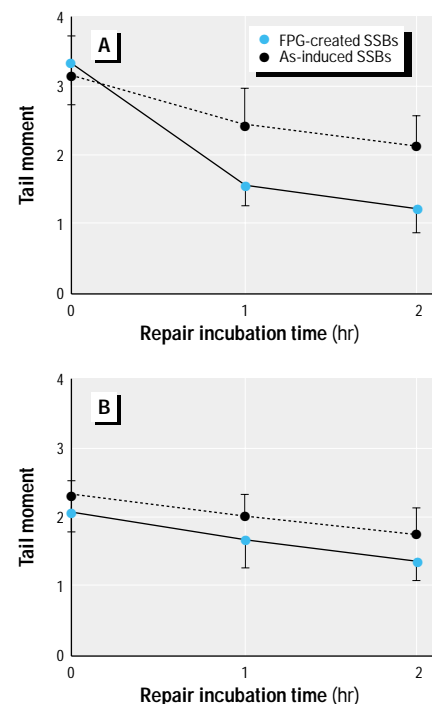 A
FPG-created SSBs
As-induced SSBs
Tail moment
4
3
2
1
0
0 1 2
Repair incubation time (hr)
B
Tail moment
4
3
2
1
0
0 1 2
Repair incubation time (hr)